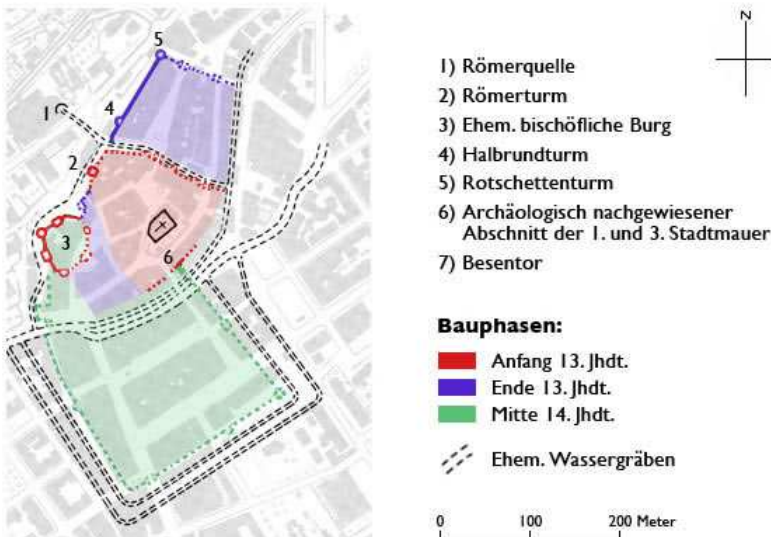 5
4
1
2
3
6
N
1) Römerquelle
2) Römerturm
3) Ehem. bischöfliche Burg
4) Halbrundturm
5) Rotschettenturm
6) Archäologisch nachgewiesener
Abschnitt der 1. und 3. Stadtmauer
7) Besentor
Bauphasen:
Anfang 13. Jhdt.
Ende 13. Jhdt.
Mitte 14. Jhdt.
Ehem. Wassergräben
0 100 200 Meter